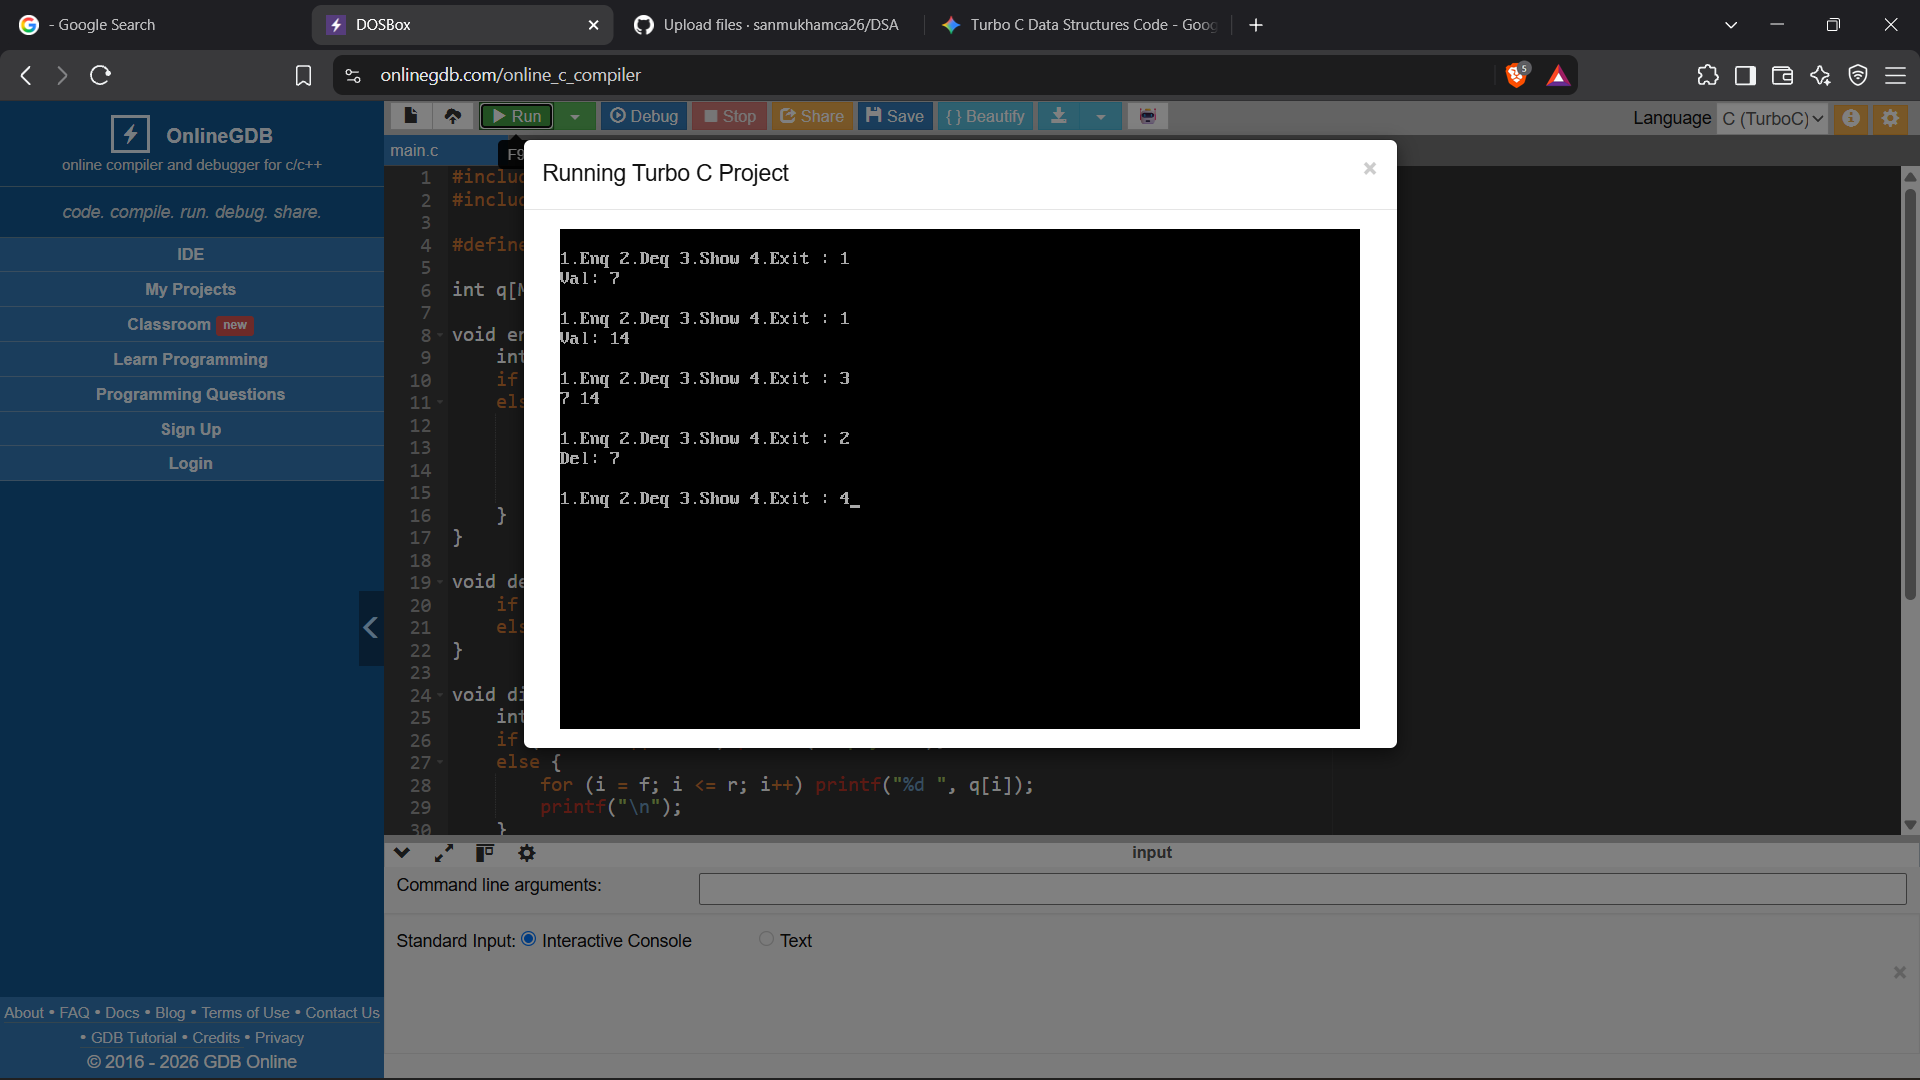 - Google Search
DOSBox
Upload files · sanmukhamca26/DSA
Turbo C Data Structures Code - Goog
onlinegdb.com/online_c_compiler
5
OnlineGDB
online compiler and debugger for c/c++
code. compile. run. debug. share.
IDE
My Projects
Classroom new
Learn Programming
Programming Questions
Sign Up
Login
About • FAQ • Docs • Blog • Terms of Use • Contact Us
• GDB Tutorial • Credits • Privacy
© 2016 - 2026 GDB Online
Run
Debug
Stop
Share
Save
{ } Beautify
Language C (TurboC)
main.c
F9
1 #includ
2 #includ
3
4 #define
5
6 int q[M
7
8 void en
9 int
10 if
11 els
12
13
14
15
16 }
17 }
18
19 void de
20 if
21 els
22 }
23
24 void di
25 int
26 if
27 else {
28 for (i = f; i <= r; i++) printf("%d ", q[i]);
29 printf("\n");
30 }
Running Turbo C Project
1.Enq 2.Deq 3.Show 4.Exit : 1
Val: 7
1.Enq 2.Deq 3.Show 4.Exit : 1
Val: 14
1.Enq 2.Deq 3.Show 4.Exit : 3
7 14
1.Enq 2.Deq 3.Show 4.Exit : 2
Del: 7
1.Enq 2.Deq 3.Show 4.Exit : 4_
input
Command line arguments:
Standard Input: Interactive Console Text